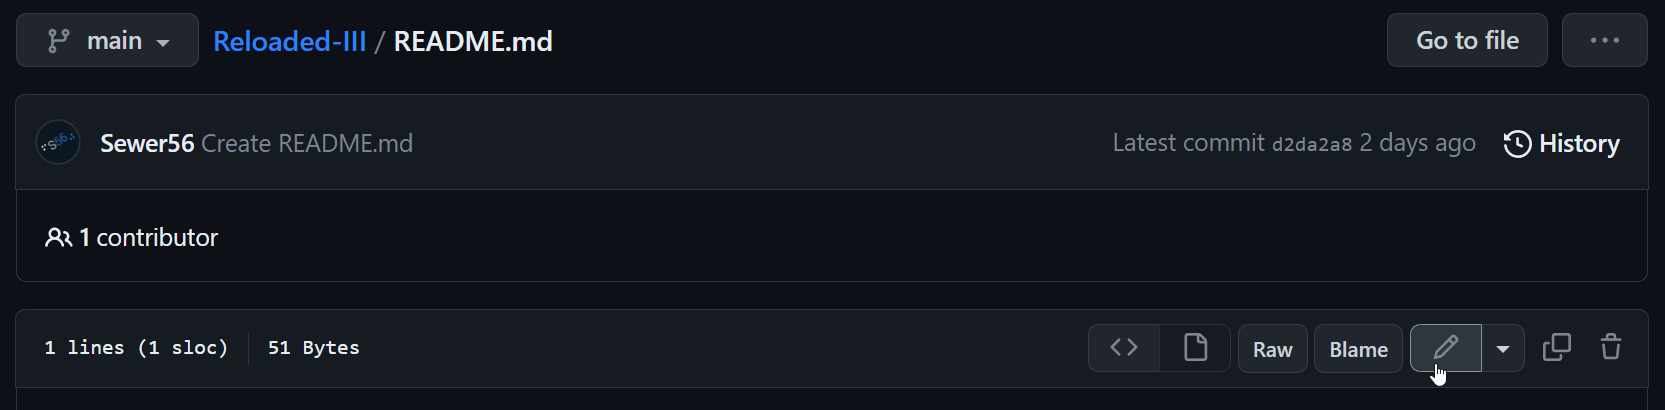 main Reloaded-III / README.md Go to file
Sewer56 Create README.md Latest commit d2da2a8 2 days ago History
1 contributor
1 lines (1 sloc) 51 Bytes Raw Blame